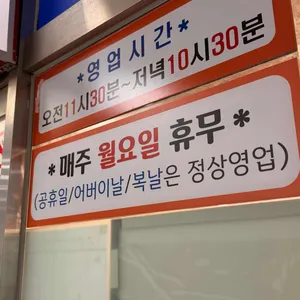 *영업시간*
오전11시30분~저녁10시30분
*매주 월요일 휴무*
(공휴일/어버이날/복날은 정상영업)